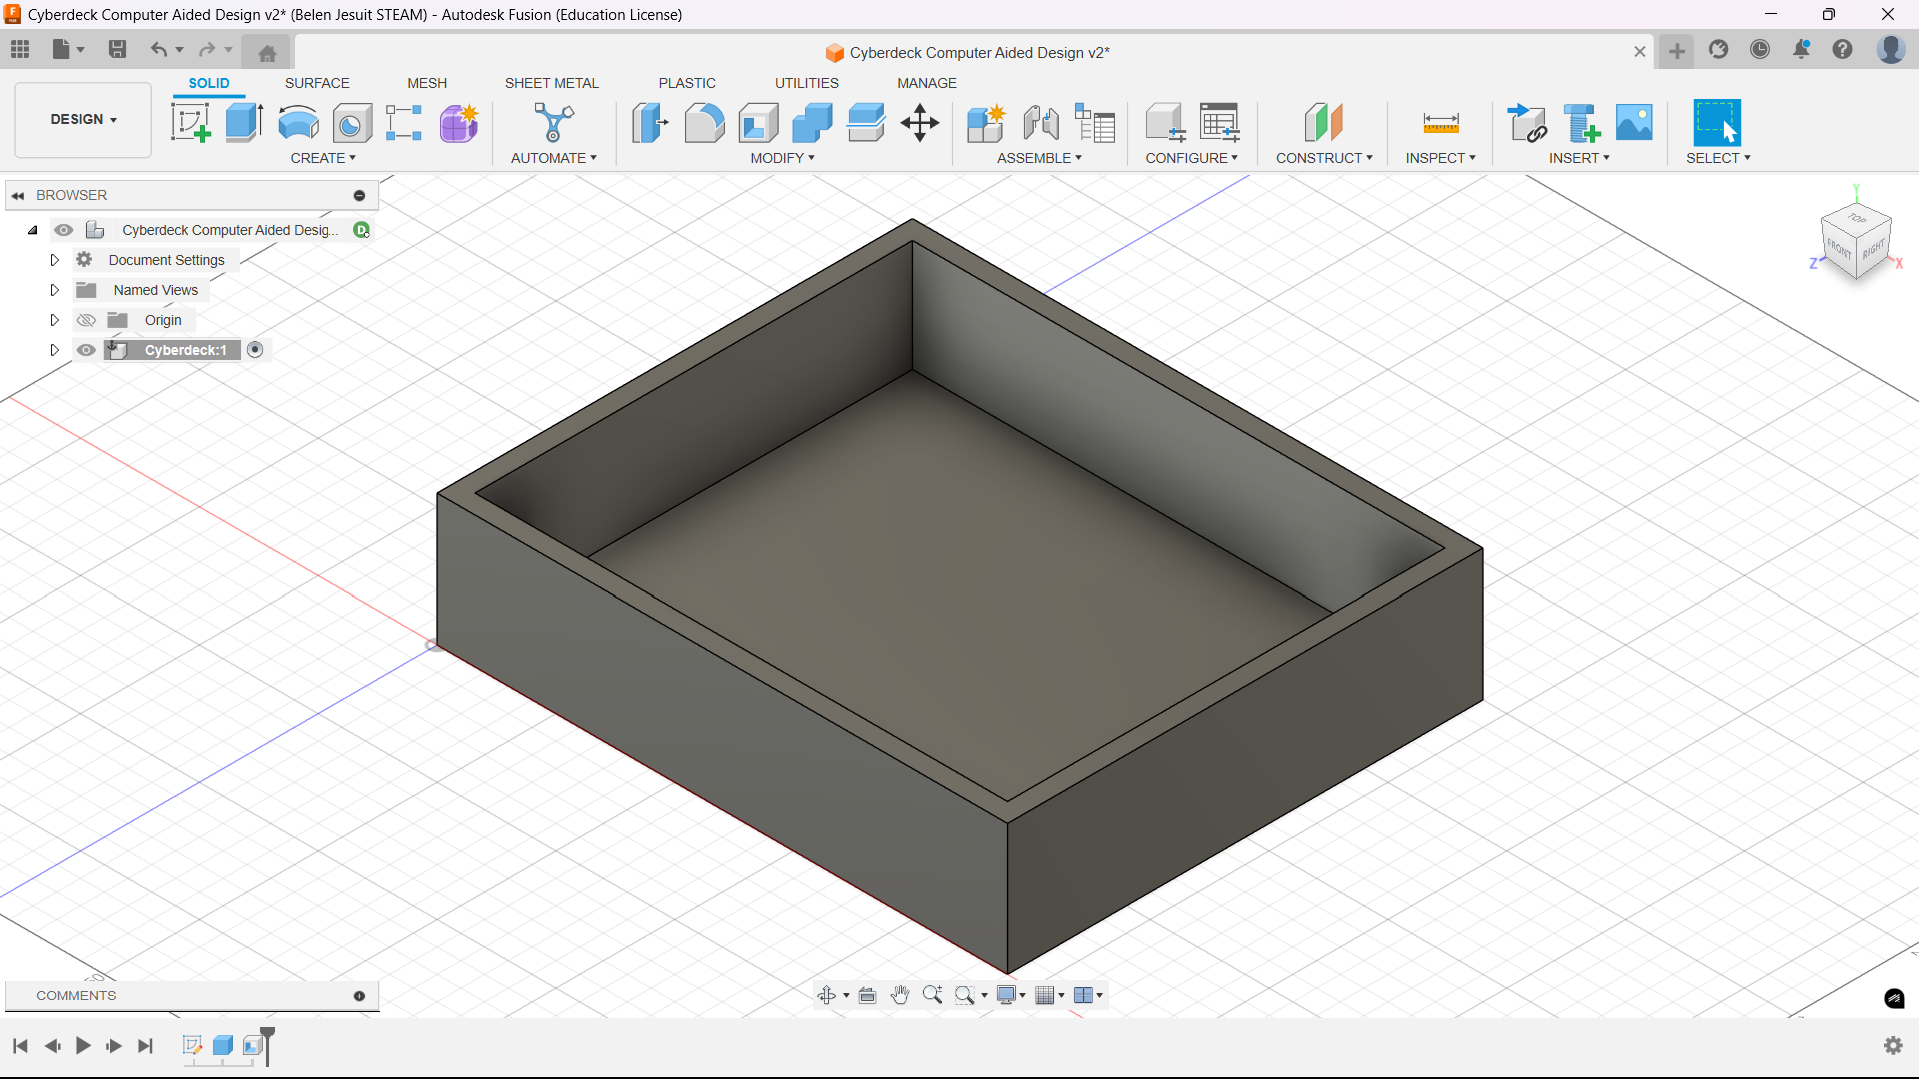 Cyberdeck Computer Aided Design v2* (Belen Jesuit STEAM) - Autodesk Fusion (Education License)
Cyberdeck Computer Aided Design v2*
SOLID SURFACE MESH SHEET METAL PLASTIC UTILITIES MANAGE
DESIGN
CREATE AUTOMATE MODIFY ASSEMBLE CONFIGURE CONSTRUCT INSPECT INSERT SELECT
BROWSER
Cyberdeck Computer Aided Desig... D
Document Settings
Named Views
Origin
Cyberdeck:1
Y
TOP
FRONT RIGHT
Z X
COMMENTS